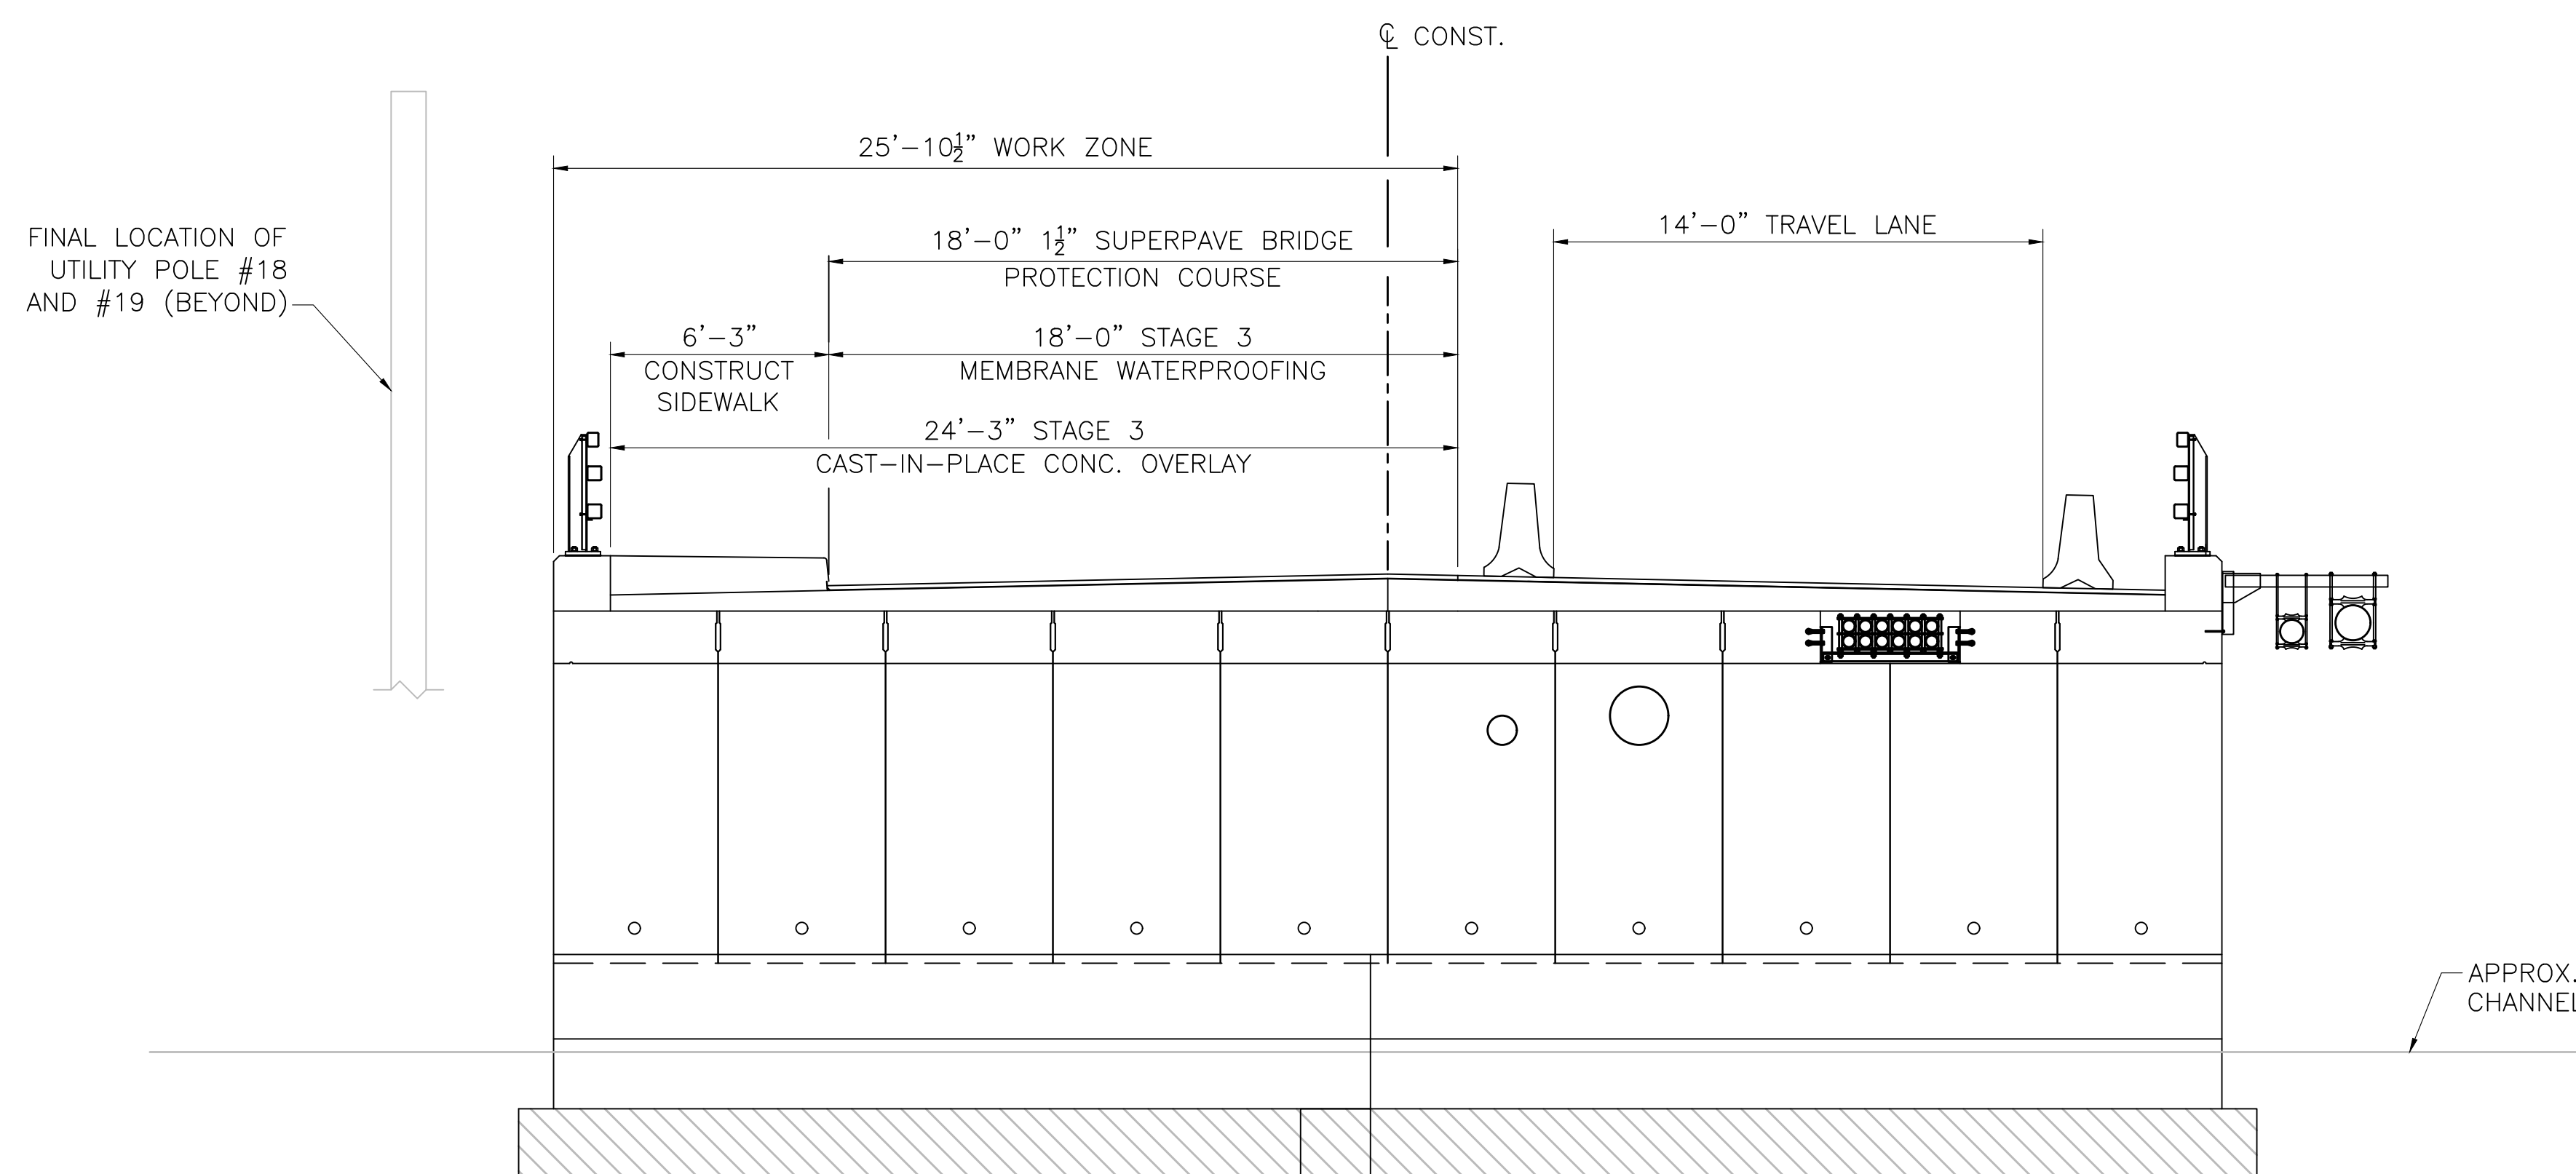 ℄ CONST.
25'-10½" WORK ZONE
14'-0" TRAVEL LANE
FINAL LOCATION OF
UTILITY POLE #18
AND #19 (BEYOND)
18'-0" 1½" SUPERPAVE BRIDGE
PROTECTION COURSE
6'-3"
CONSTRUCT
SIDEWALK
18'-0" STAGE 3
MEMBRANE WATERPROOFING
24'-3" STAGE 3
CAST-IN-PLACE CONC. OVERLAY
APPROX.
CHANNEL